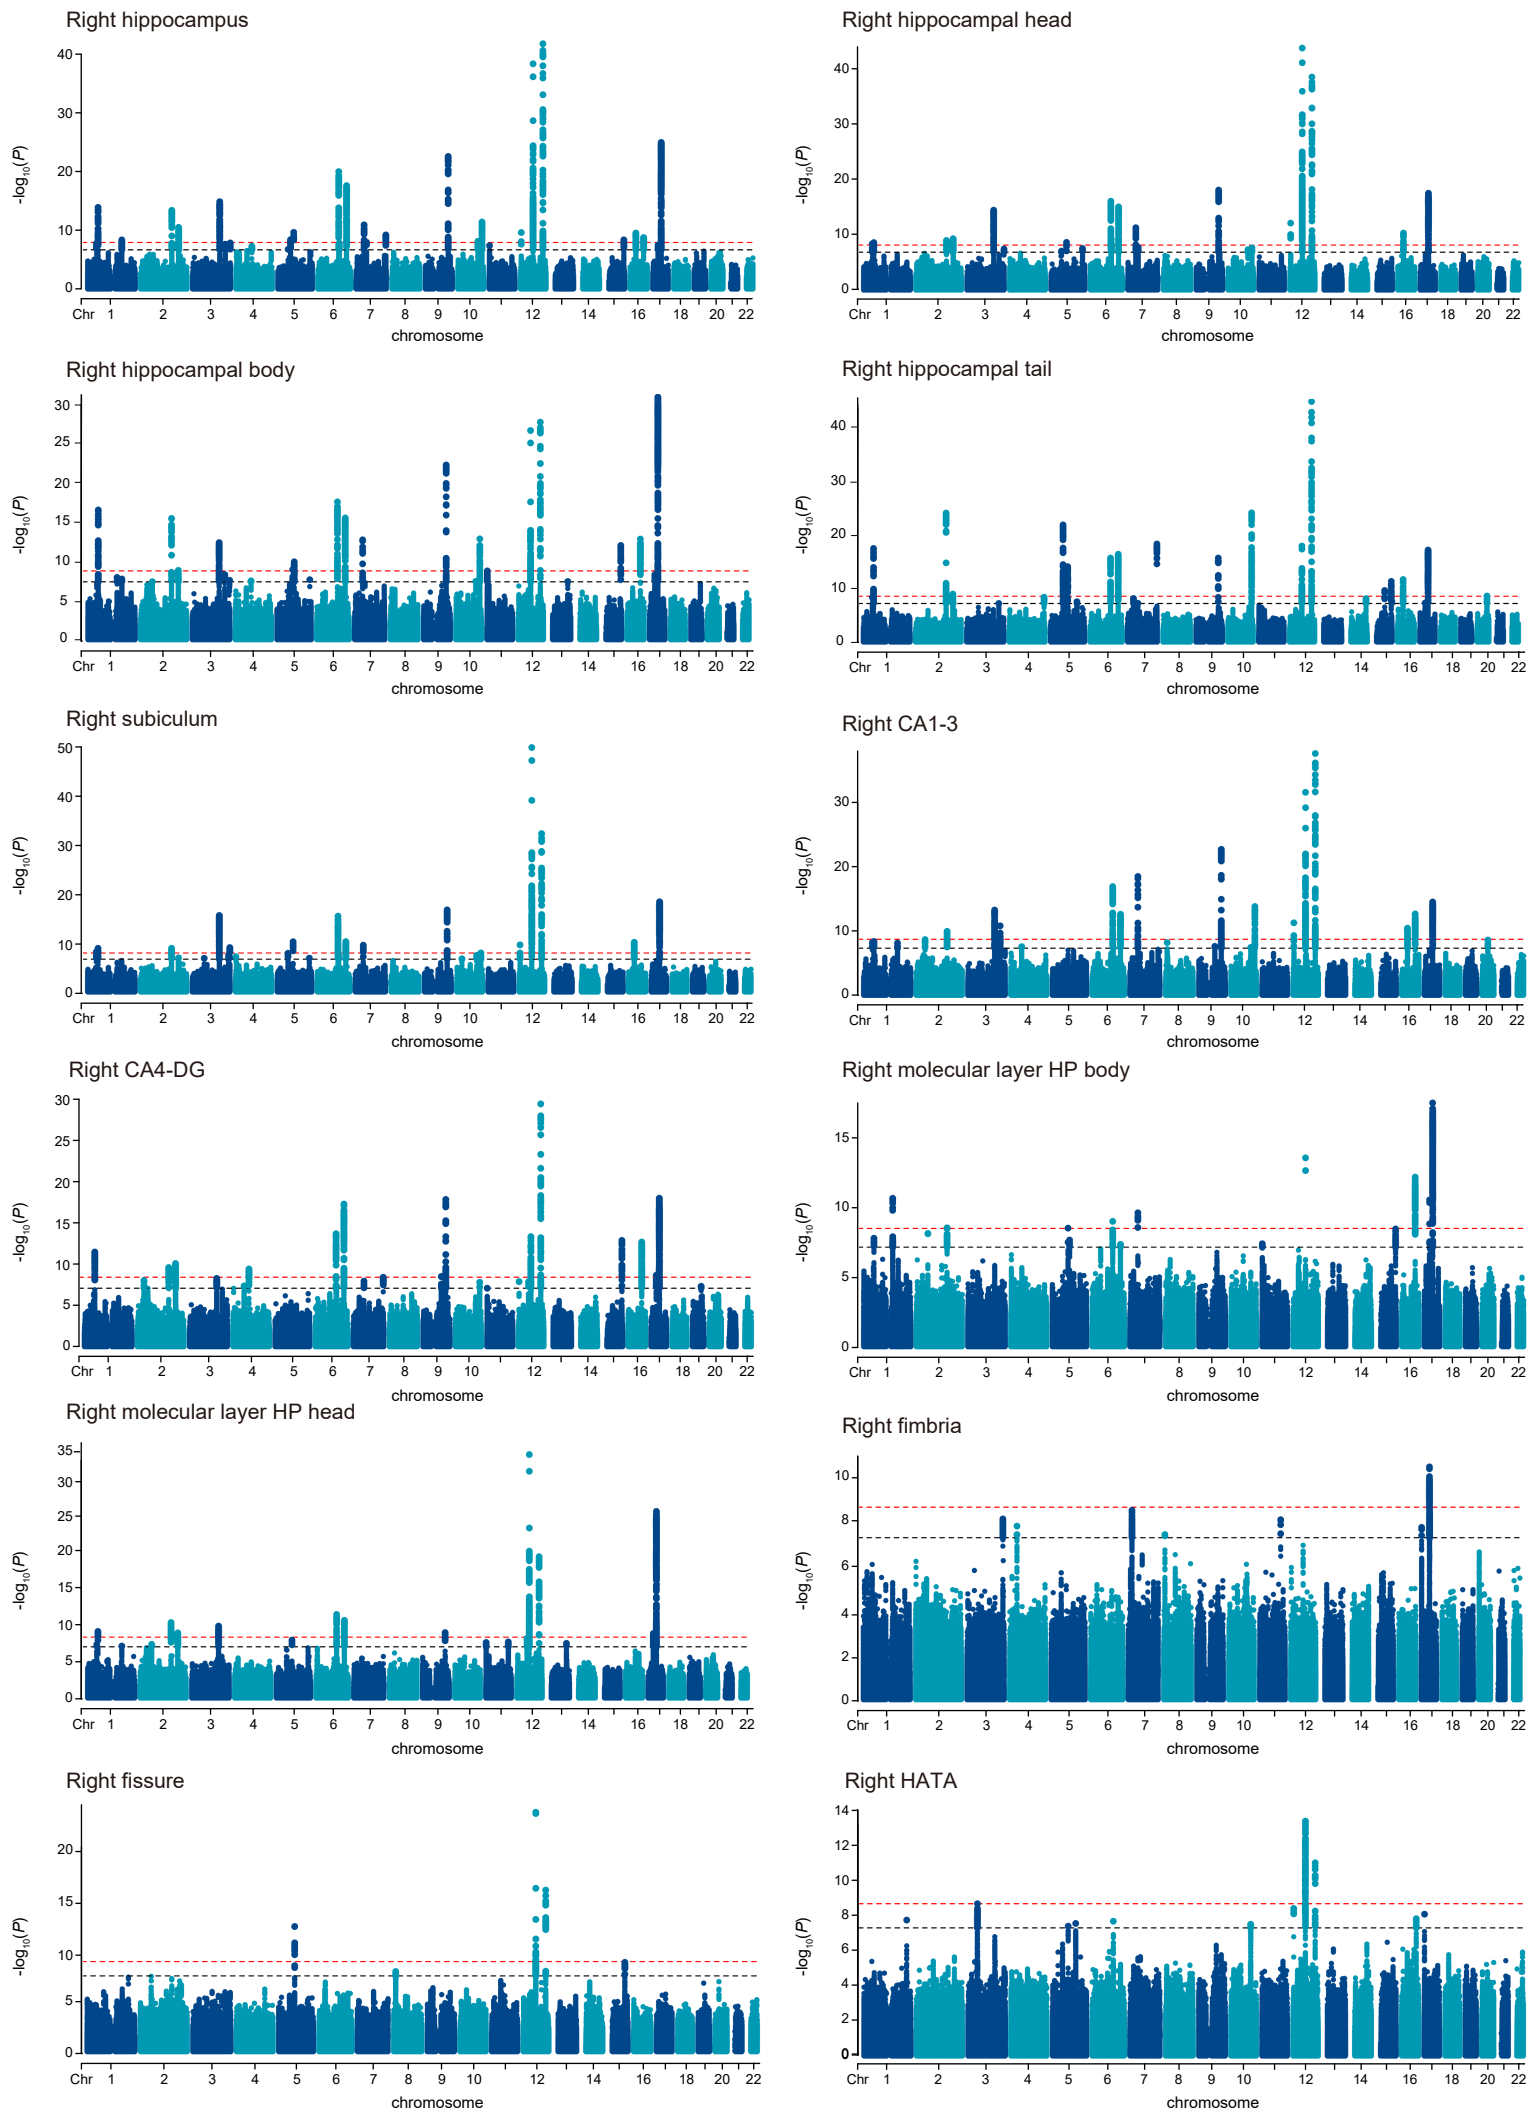 Right hippocampus
-log10(P)
40
30
20
10
0
Chr 1 2 3 4 5 6 7 8 9 10 12 14 16 18 20 22
chromosome
Right hippocampal head
-log10(P)
40
30
20
10
0
Chr 1 2 3 4 5 6 7 8 9 10 12 14 16 18 20 22
chromosome
Right hippocampal body
-log10(P)
30
25
20
15
10
5
0
Chr 1 2 3 4 5 6 7 8 9 10 12 14 16 18 20 22
chromosome
Right hippocampal tail
-log10(P)
40
30
20
10
0
Chr 1 2 3 4 5 6 7 8 9 10 12 14 16 18 20 22
chromosome
Right subiculum
-log10(P)
50
40
30
20
10
0
Chr 1 2 3 4 5 6 7 8 9 10 12 14 16 18 20 22
chromosome
Right CA1-3
-log10(P)
30
20
10
0
Chr 1 2 3 4 5 6 7 8 9 10 12 14 16 18 20 22
chromosome
Right CA4-DG
-log10(P)
30
25
20
15
10
5
0
Chr 1 2 3 4 5 6 7 8 9 10 12 14 16 18 20 22
chromosome
Right molecular layer HP body
-log10(P)
15
10
5
0
Chr 1 2 3 4 5 6 7 8 9 10 12 14 16 18 20 22
chromosome
Right molecular layer HP head
-log10(P)
35
30
25
20
15
10
5
0
Chr 1 2 3 4 5 6 7 8 9 10 12 14 16 18 20 22
chromosome
Right fimbria
-log10(P)
10
8
6
4
2
0
Chr 1 2 3 4 5 6 7 8 9 10 12 14 16 18 20 22
chromosome
Right fissure
-log10(P)
20
15
10
5
0
Chr 1 2 3 4 5 6 7 8 9 10 12 14 16 18 20 22
chromosome
Right HATA
-log10(P)
14
12
10
8
6
4
2
0
Chr 1 2 3 4 5 6 7 8 9 10 12 14 16 18 20 22
chromosome